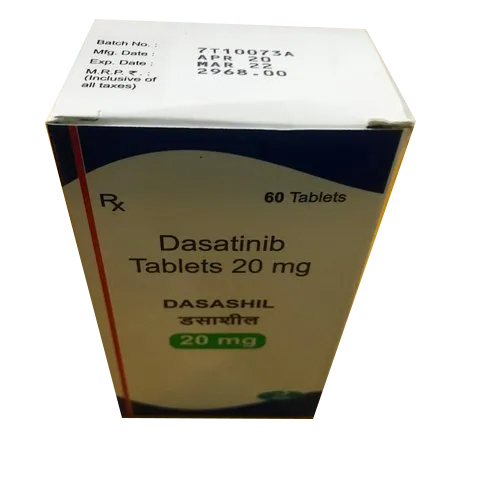 Batch No. : 7T10073A
Mfg. Date : APR 20
Exp. Date : MAR 22
M.R.P. ₹. : 2968.00
(Inclusive of
all taxes)
Rx 60 Tablets
Dasatinib
Tablets 20 mg
DASASHIL
डसाशील
20 mg